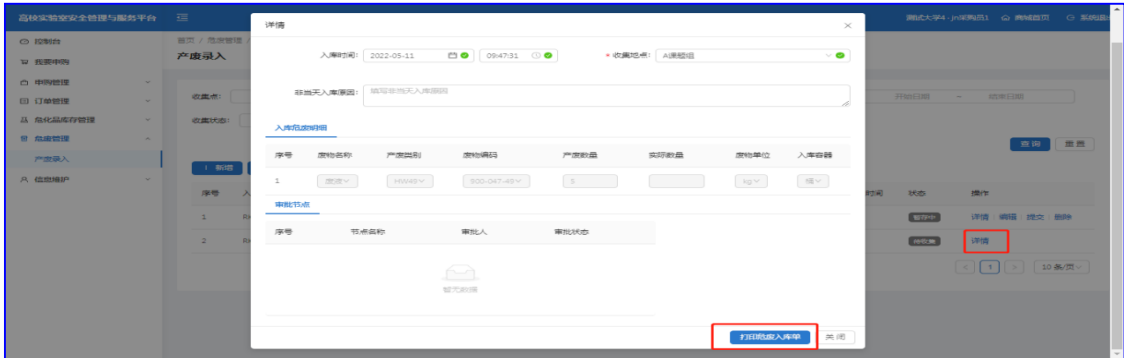 高校实验室安全管理与服务平台
测试大学4 - jn采购员1 商城首页 系统退出
控制台
我要申购
申购管理
订单管理
危化品库存管理
危废管理
产废录入
信息维护
首页 / 危废管理 /
产废录入
收集点:
收集状态:
开始日期 ~ 结束日期
查 询 重 置
新增
序号
时间 状态 操作
1
暂存中 详情 编辑 提交 删除
2
待收集 详情
1 10 条/页
详情
入库时间: 2022-05-11 09:47:31 * 收集地点: AI课题组
非当天入库原因: 填写非当天入库原因
入库危废明细
序号 废物名称 产废类别 废物编码 产废数量 实际数量 废物单位 入库容器
1 废液 HW49 900-047-49 5 kg 桶
审批节点
序号 节点名称 审批人 审批状态
暂无数据
打印危废入库单 关 闭